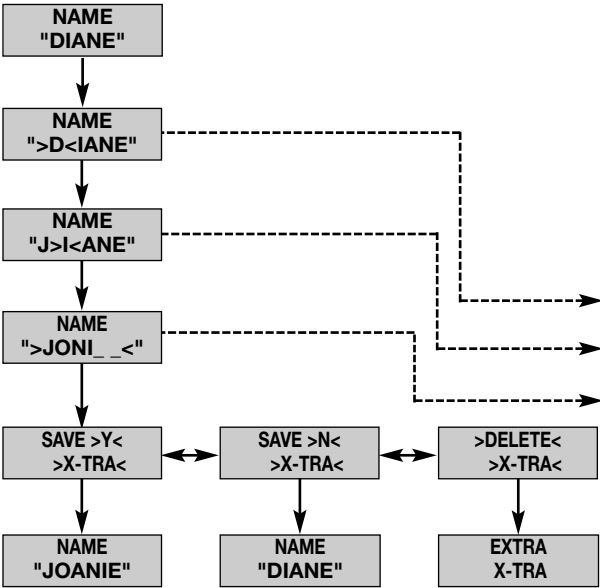 NAME
"DIANE"
NAME
">D<IANE"
NAME
"J>I<ANE"
NAME
">JONI_ _<"
SAVE >Y<
>X-TRA<
SAVE >N<
>X-TRA<
>DELETE<
>X-TRA<
NAME
"JOANIE"
NAME
"DIANE"
EXTRA
X-TRA